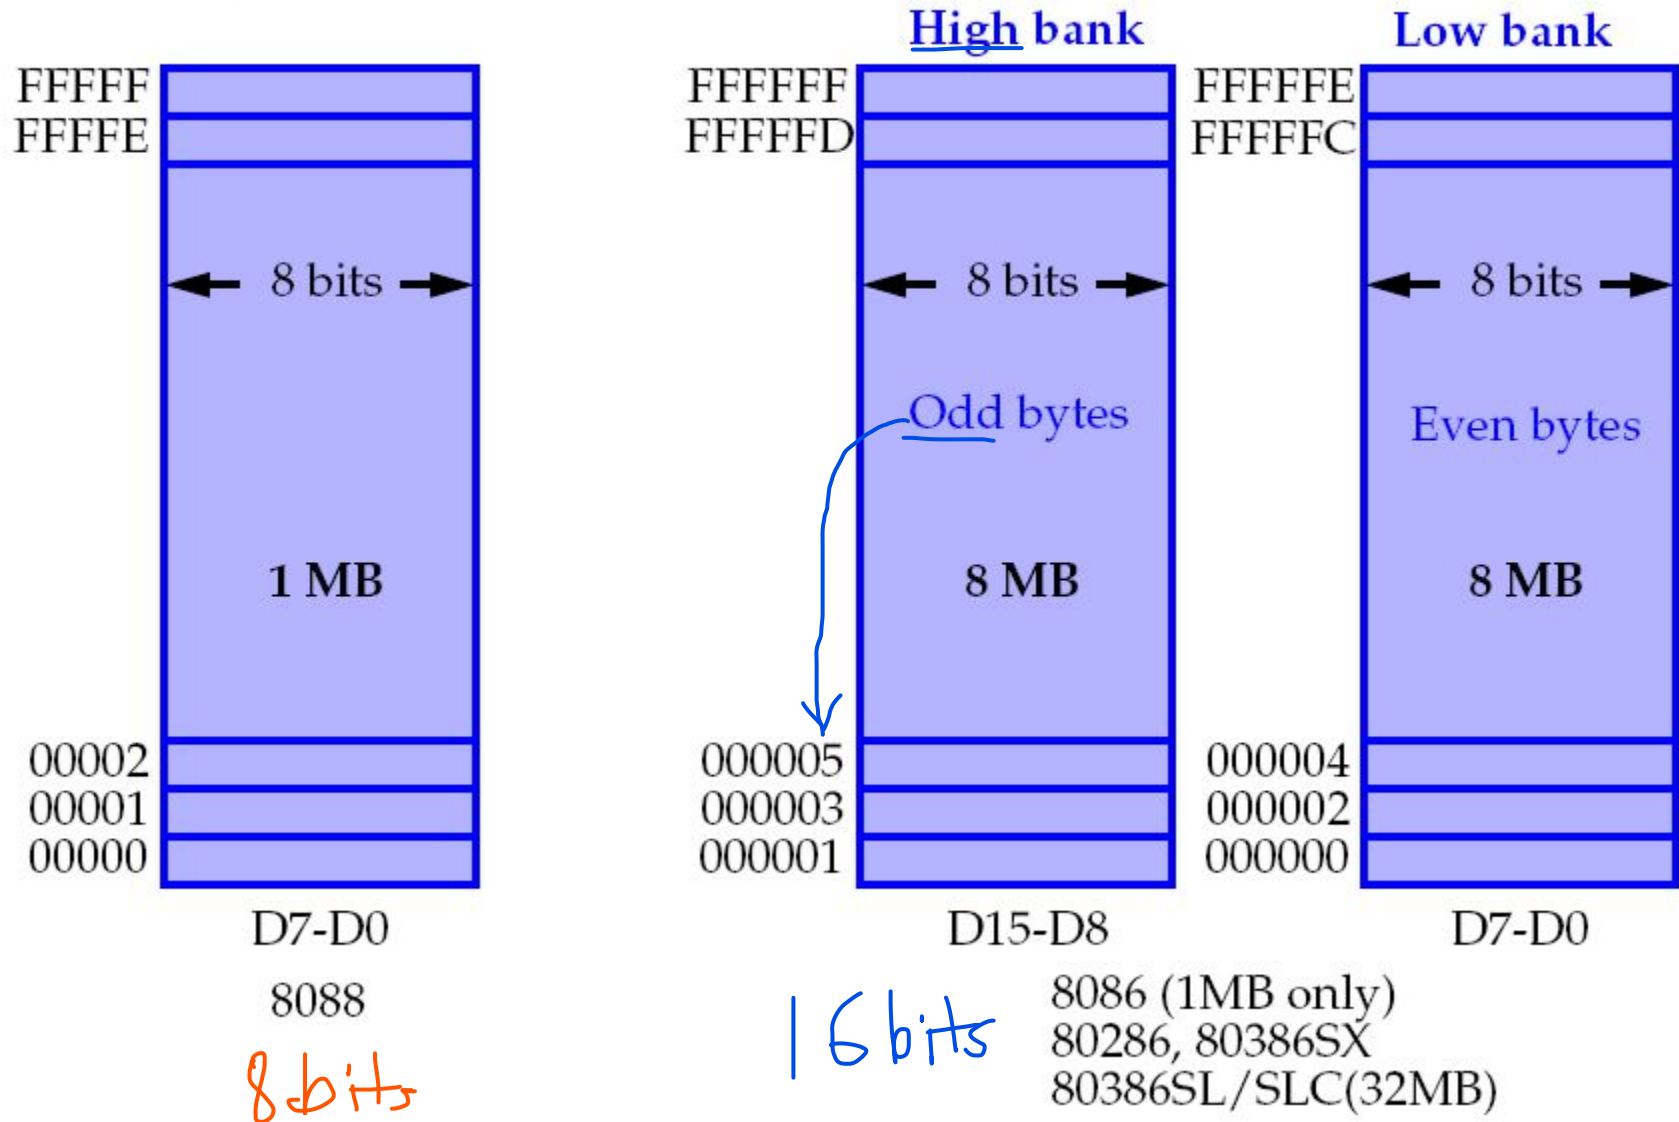 High bank
Low bank
FFFFF
FFFFE
8 bits
1 MB
00002
00001
00000
D7-D0
8088
8 bits
FFFFFF
FFFFFD
8 bits
Odd bytes
8 MB
000005
000003
000001
D15-D8
FFFFFE
FFFFFC
8 bits
Even bytes
8 MB
000004
000002
000000
D7-D0
16 bits
8086 (1MB only)
80286, 80386SX
80386SL/SLC(32MB)